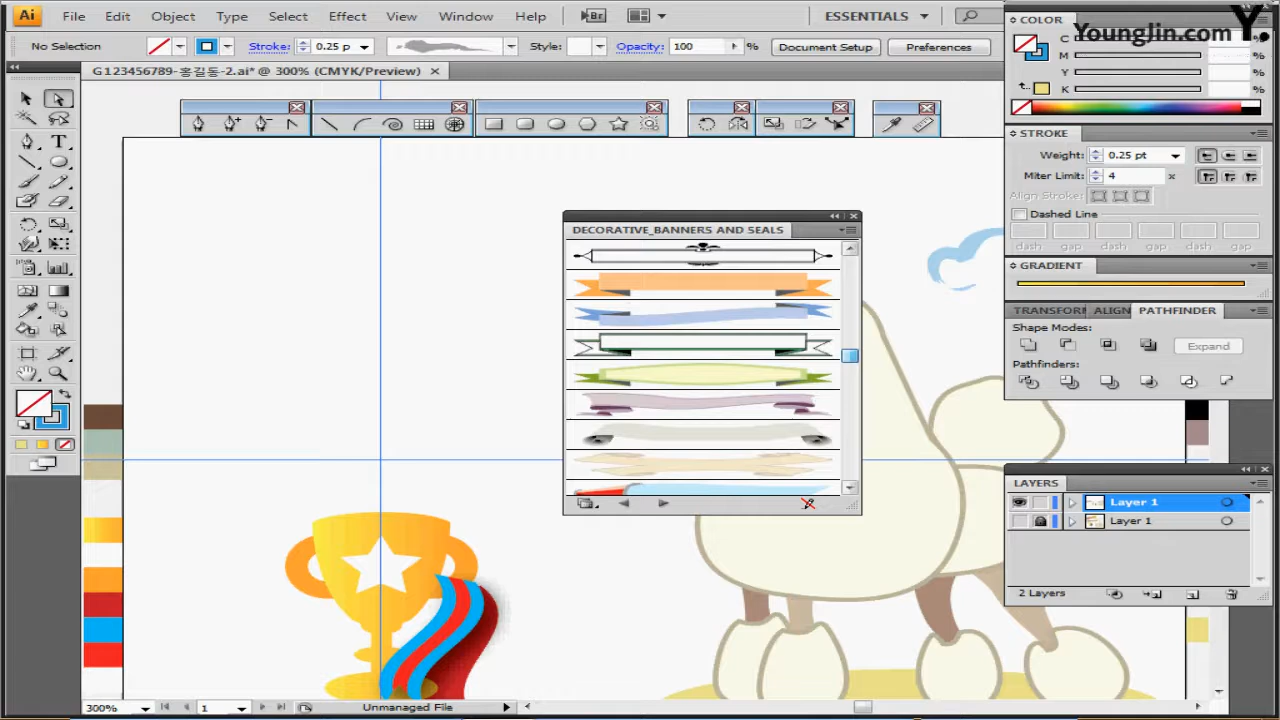 Ai File Edit Object Type Select Effect View Window Help Br ESSENTIALS
No Selection Stroke: 0.25 p Style: Opacity: 100 % Document Setup Preferences
G123456789-홍길동-2.ai* @ 300% (CMYK/Preview)
COLOR
YoungJin.com Y.
C %
M %
Y %
K %
STROKE
Weight: 0.25 pt
Miter Limit: 4 x
Align Stroke:
Dashed Line
dash gap dash gap dash gap
GRADIENT
TRANSFORM ALIGN PATHFINDER
Shape Modes:
Expand
Pathfinders:
DECORATIVE_BANNERS AND SEALS
LAYERS
Layer 1
Layer 1
2 Layers
300% 1 Unmanaged File